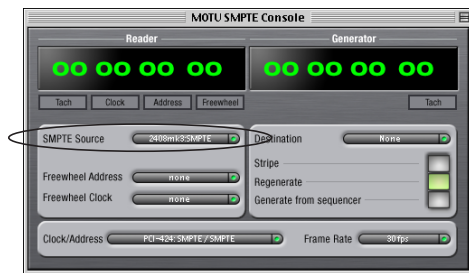 MOTU SMPTE Console
Reader
Generator
00 00 00 00
00 00 00 00
Tach Clock Address Freewheel
Tach
SMPTE Source 2408mk3:SMPTE
Destination None
Freewheel Address none
Freewheel Clock none
Stripe
Regenerate
Generate from sequencer
Clock/Address PCI-424: SMPTE / SMPTE
Frame Rate 30 fps